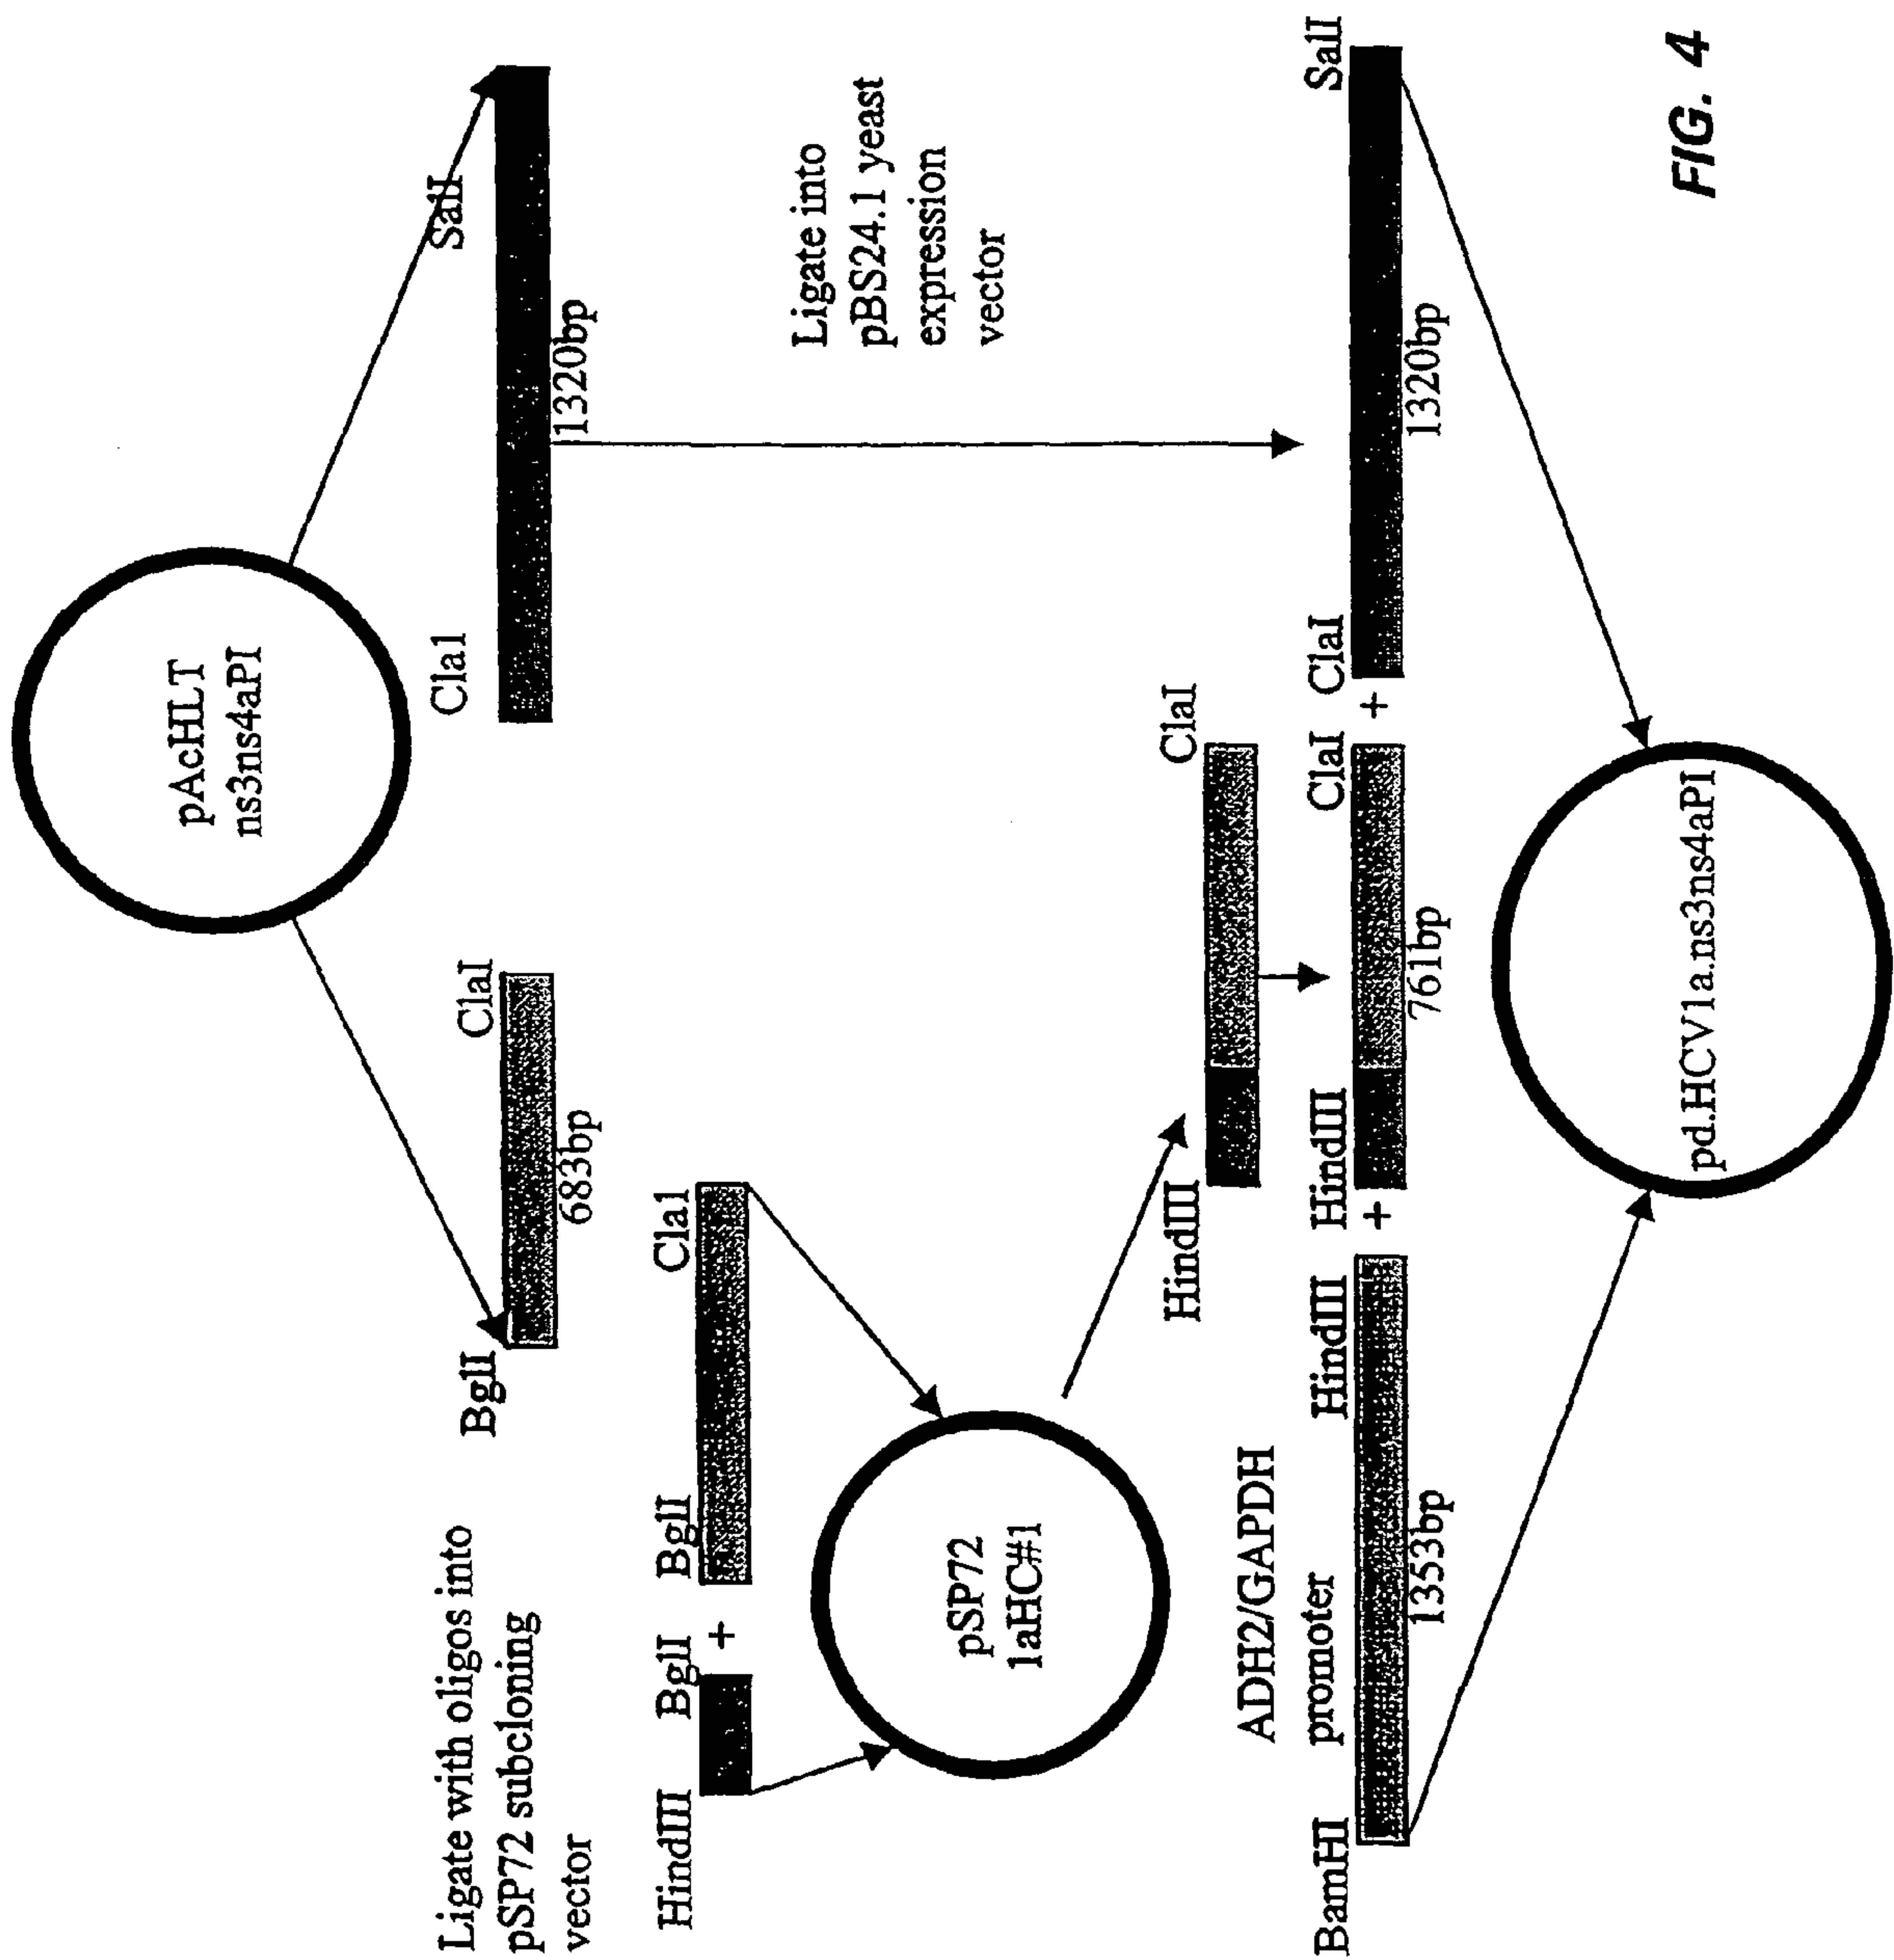 pAcHLT
ns3ns4aPI
BglI
ClaI
683bp
Cla1
SalI
1320bp
Ligate with oligos into
pSP72 subcloning
vector
HindIII
BglI
+
BglI
Cla1
pSP72
1aHC#1
Ligate into
pBS24.1 yeast
expression
vector
HindIII
ClaI
ADH2/GAPDH
promoter
BamHI
HindIII
1353bp
+
HindIII
ClaI
761bp
+
ClaI
SalI
1320bp
pd.HCV1a.ns3ns4aPI
FIG. 4